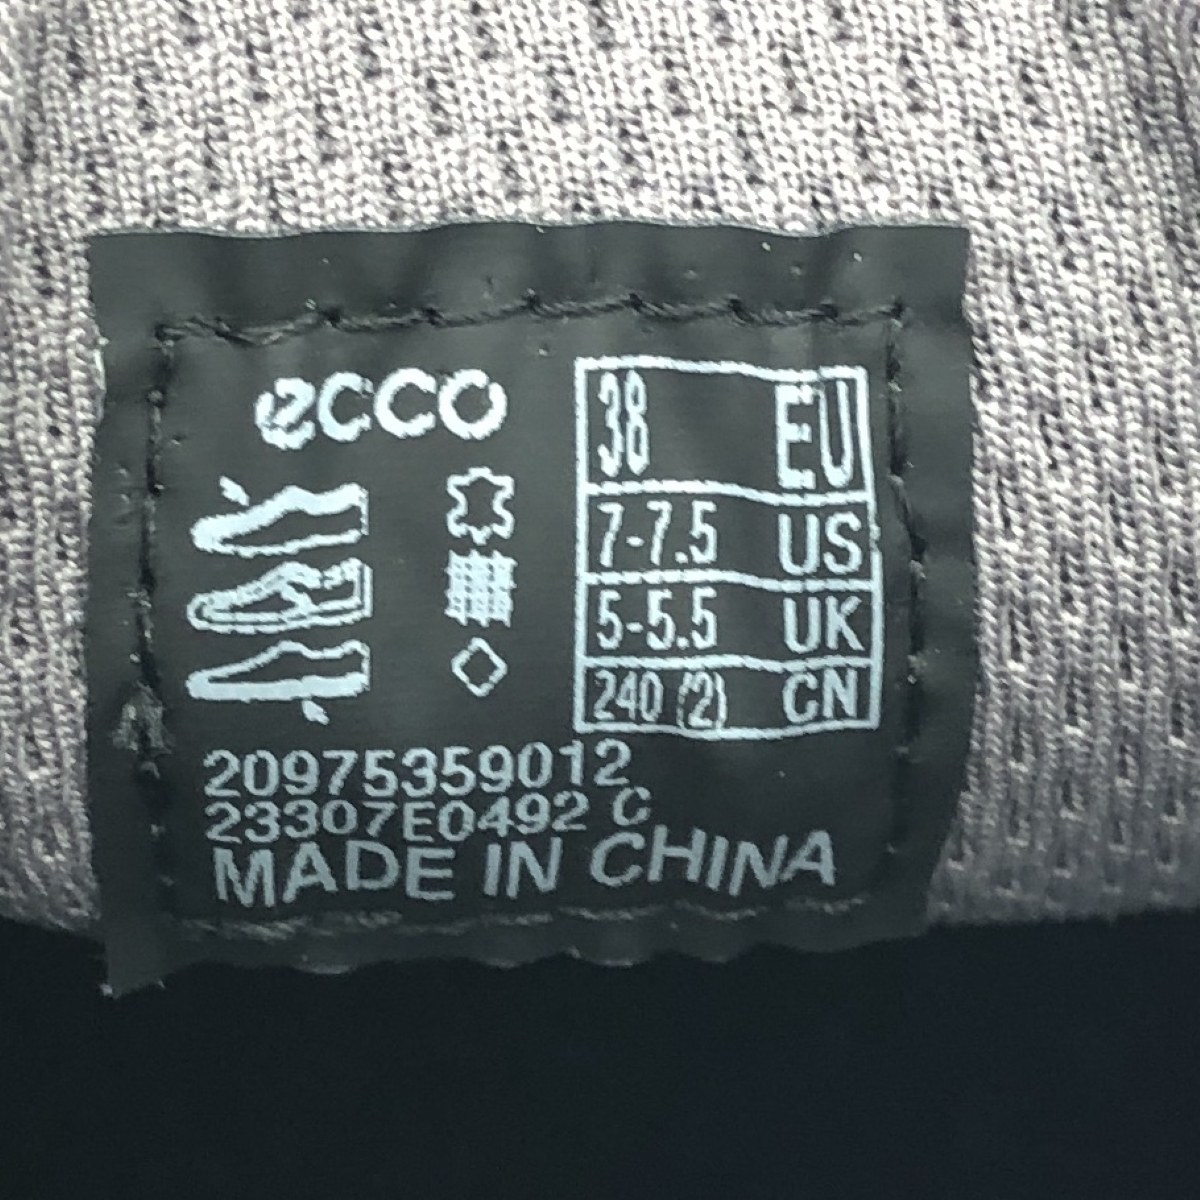 ecco
38 EU
7-7.5 US
5-5.5 UK
240 (2) CN
20975359012
23307E0492 C
MADE IN CHINA